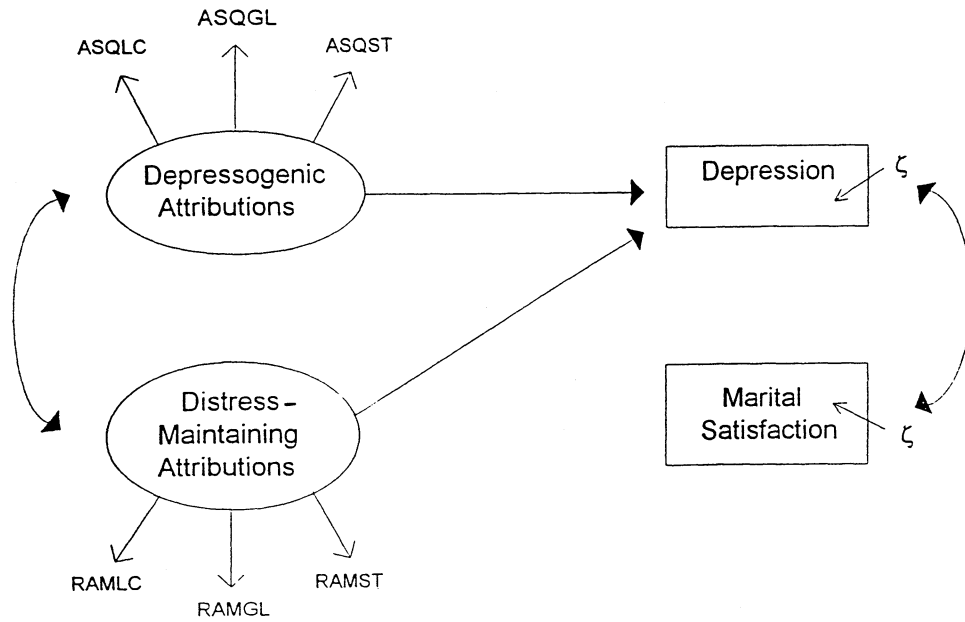 ASQLC
ASQGL
ASQST
Depressogenic
Attributions
Depression
ζ
Distress –
Maintaining
Attributions
Marital
Satisfaction
ζ
RAMLC
RAMGL
RAMST